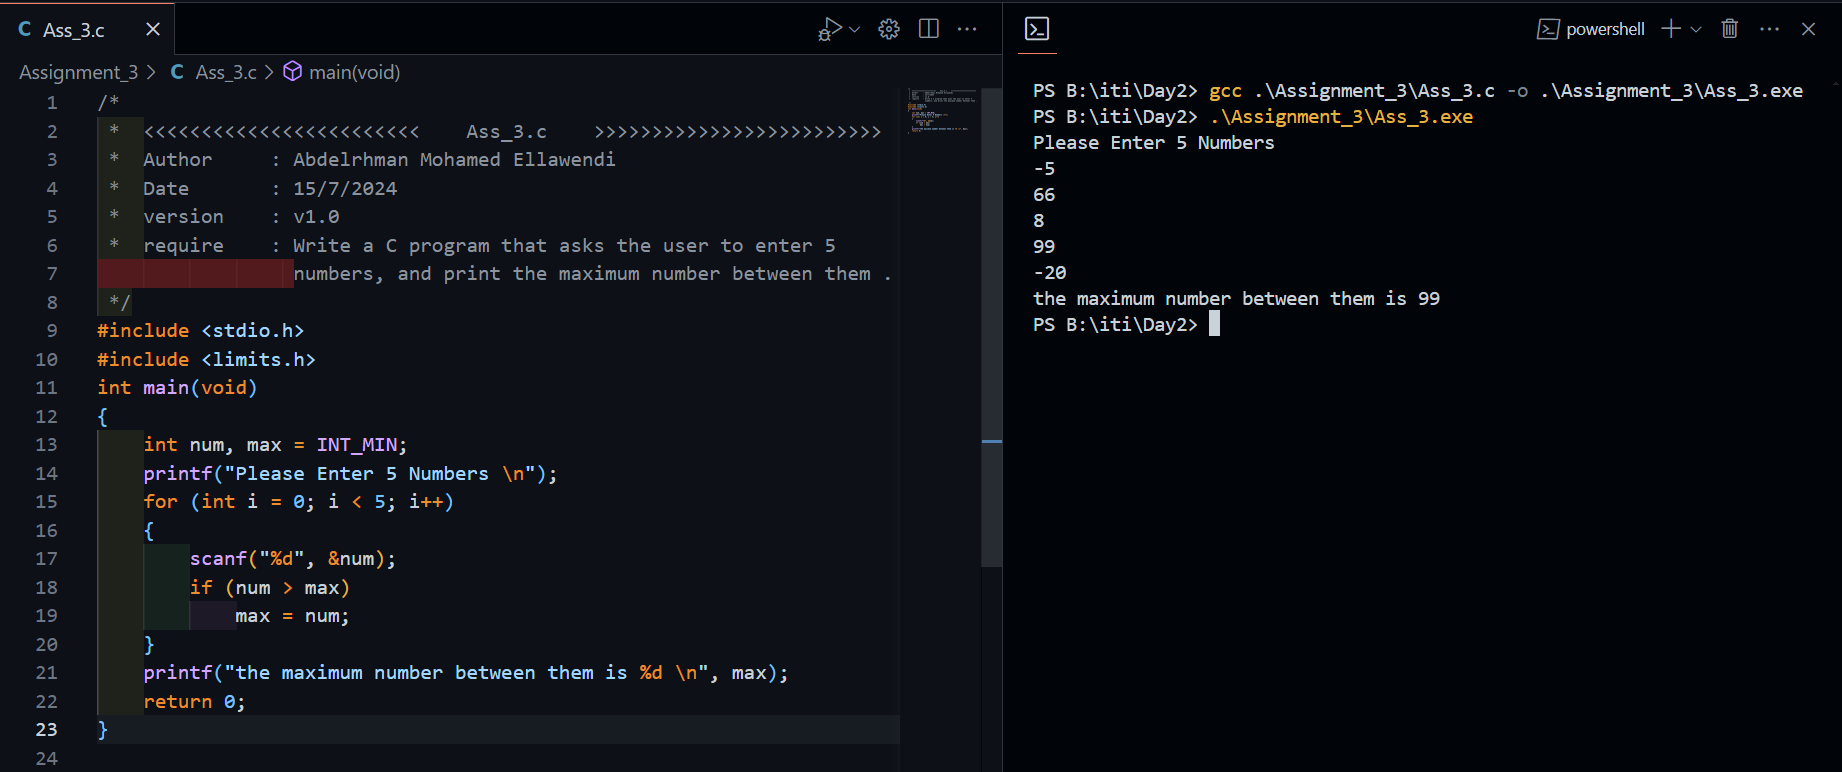 C Ass_3.c
Assignment_3 > C Ass_3.c > main(void)
1 /*
2 * <<<<<<<<<<<<<<<<<<<<<<<< Ass_3.c >>>>>>>>>>>>>>>>>>>>>>>>>
3 * Author : Abdelrhman Mohamed Ellawendi
4 * Date : 15/7/2024
5 * version : v1.0
6 * require : Write a C program that asks the user to enter 5
7 numbers, and print the maximum number between them .
8 */
9 #include <stdio.h>
10 #include <limits.h>
11 int main(void)
12 {
13 int num, max = INT_MIN;
14 printf("Please Enter 5 Numbers \n");
15 for (int i = 0; i < 5; i++)
16 {
17 scanf("%d", &num);
18 if (num > max)
19 max = num;
20 }
21 printf("the maximum number between them is %d \n", max);
22 return 0;
23 }
24
powershell
PS B:\iti\Day2> gcc .\Assignment_3\Ass_3.c -o .\Assignment_3\Ass_3.exe
PS B:\iti\Day2> .\Assignment_3\Ass_3.exe
Please Enter 5 Numbers
-5
66
8
99
-20
the maximum number between them is 99
PS B:\iti\Day2>